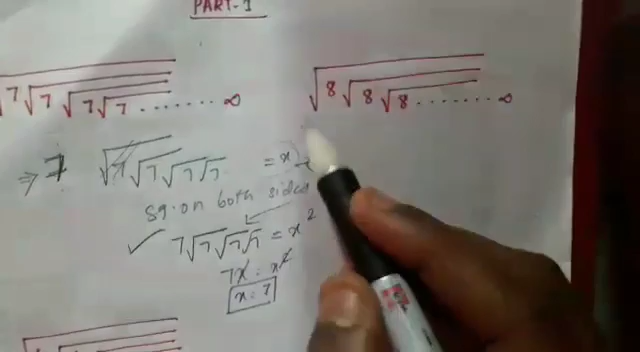 PART-1
√7√7√7√7........∞
√8√8√8........∞
⇒ 7 √7√7√7√7 = x
sq. on both sides
✓ 7√7√7√7 = x²
7x = x²
x = 7